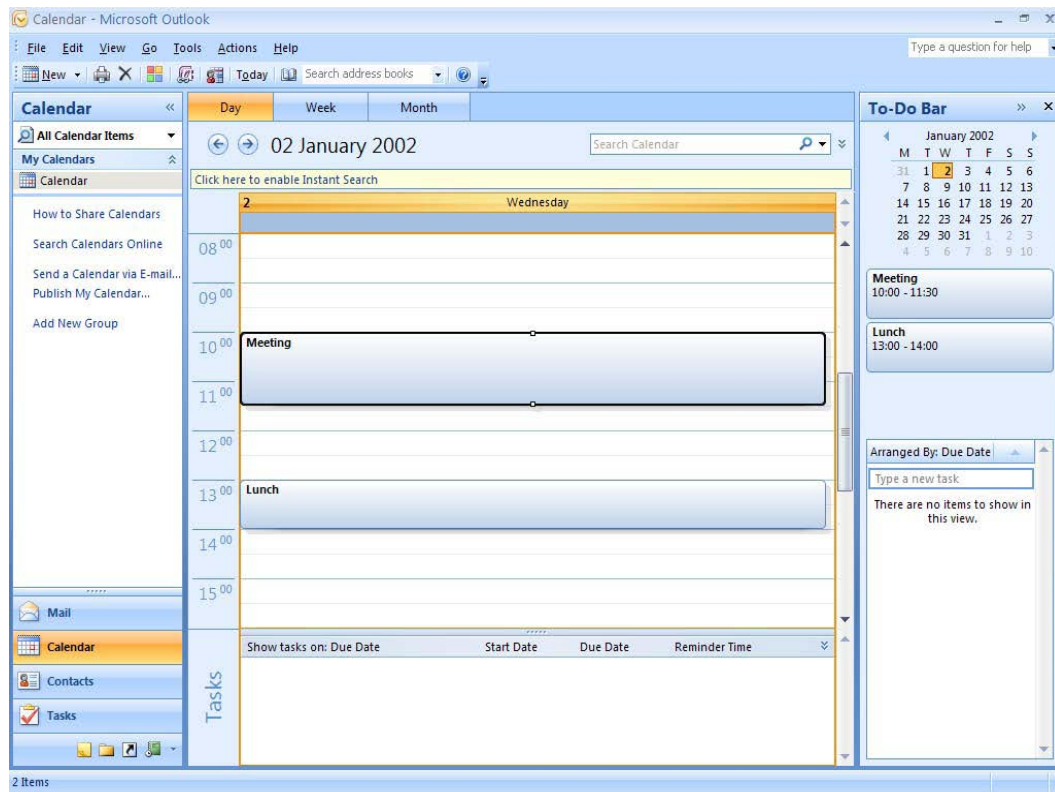 Calendar - Microsoft Outlook
File Edit View Go Tools Actions Help
Type a question for help
New Today Search address books
Calendar «
All Calendar Items
My Calendars
Calendar
How to Share Calendars
Search Calendars Online
Send a Calendar via E-mail...
Publish My Calendar...
Add New Group
Mail
Calendar
Contacts
Tasks
Day Week Month
02 January 2002
Search Calendar
Click here to enable Instant Search
2 Wednesday
08 00
09 00
10 00 Meeting
11 00
12 00
13 00 Lunch
14 00
15 00
Tasks
Show tasks on: Due Date Start Date Due Date Reminder Time
To-Do Bar » ×
January 2002
M T W T F S S
31 1 2 3 4 5 6
7 8 9 10 11 12 13
14 15 16 17 18 19 20
21 22 23 24 25 26 27
28 29 30 31 1 2 3
4 5 6 7 8 9 10
Meeting
10:00 - 11:30
Lunch
13:00 - 14:00
Arranged By: Due Date
Type a new task
There are no items to show in
this view.
2 Items